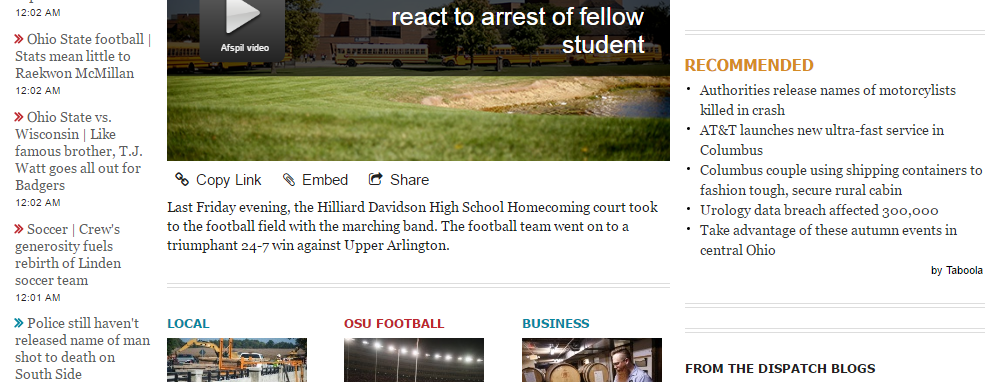 12:02 AM
Ohio State football |
Stats mean little to
Raekwon McMillan
12:02 AM
Ohio State vs.
Wisconsin | Like
famous brother, T.J.
Watt goes all out for
Badgers
12:02 AM
Soccer | Crew's
generosity fuels
rebirth of Linden
soccer team
12:01 AM
Police still haven't
released name of man
shot to death on
South Side
react to arrest of fellow
student
Afspil video
Copy Link Embed Share
Last Friday evening, the Hilliard Davidson High School Homecoming court took
to the football field with the marching band. The football team went on to a
triumphant 24-7 win against Upper Arlington.
LOCAL
OSU FOOTBALL
BUSINESS
RECOMMENDED
Authorities release names of motorcylists
killed in crash
AT&T launches new ultra-fast service in
Columbus
Columbus couple using shipping containers to
fashion tough, secure rural cabin
Urology data breach affected 300,000
Take advantage of these autumn events in
central Ohio
by Taboola
FROM THE DISPATCH BLOGS